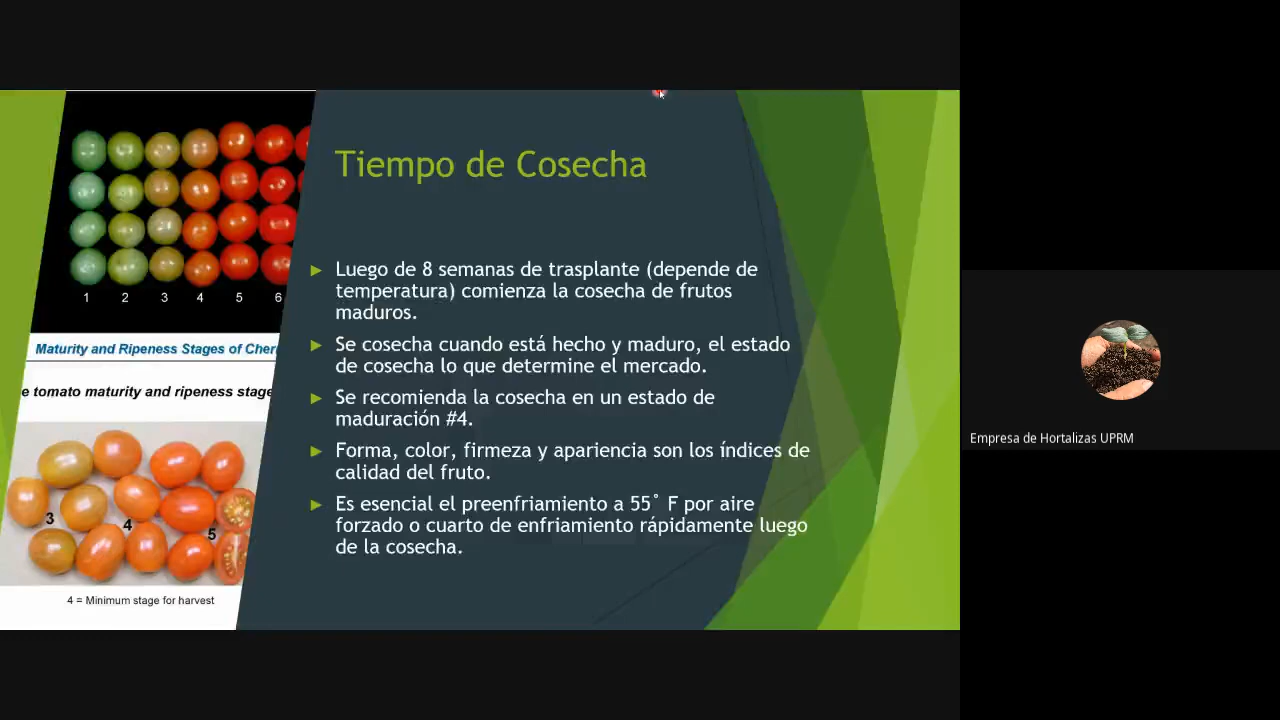 Tiempo de Cosecha
Luego de 8 semanas de trasplante (depende de
temperatura) comienza la cosecha de frutos
maduros.
Se cosecha cuando está hecho y maduro, el estado
de cosecha lo que determine el mercado.
Se recomienda la cosecha en un estado de
maduración #4.
Forma, color, firmeza y apariencia son los índices de
calidad del fruto.
Es esencial el preenfriamiento a 55° F por aire
forzado o cuarto de enfriamiento rápidamente luego
de la cosecha.
1 2 3 4 5 6
Maturity and Ripeness Stages of Cher
e tomato maturity and ripeness stage
3
4
5
4 = Minimum stage for harvest
Empresa de Hortalizas UPRM